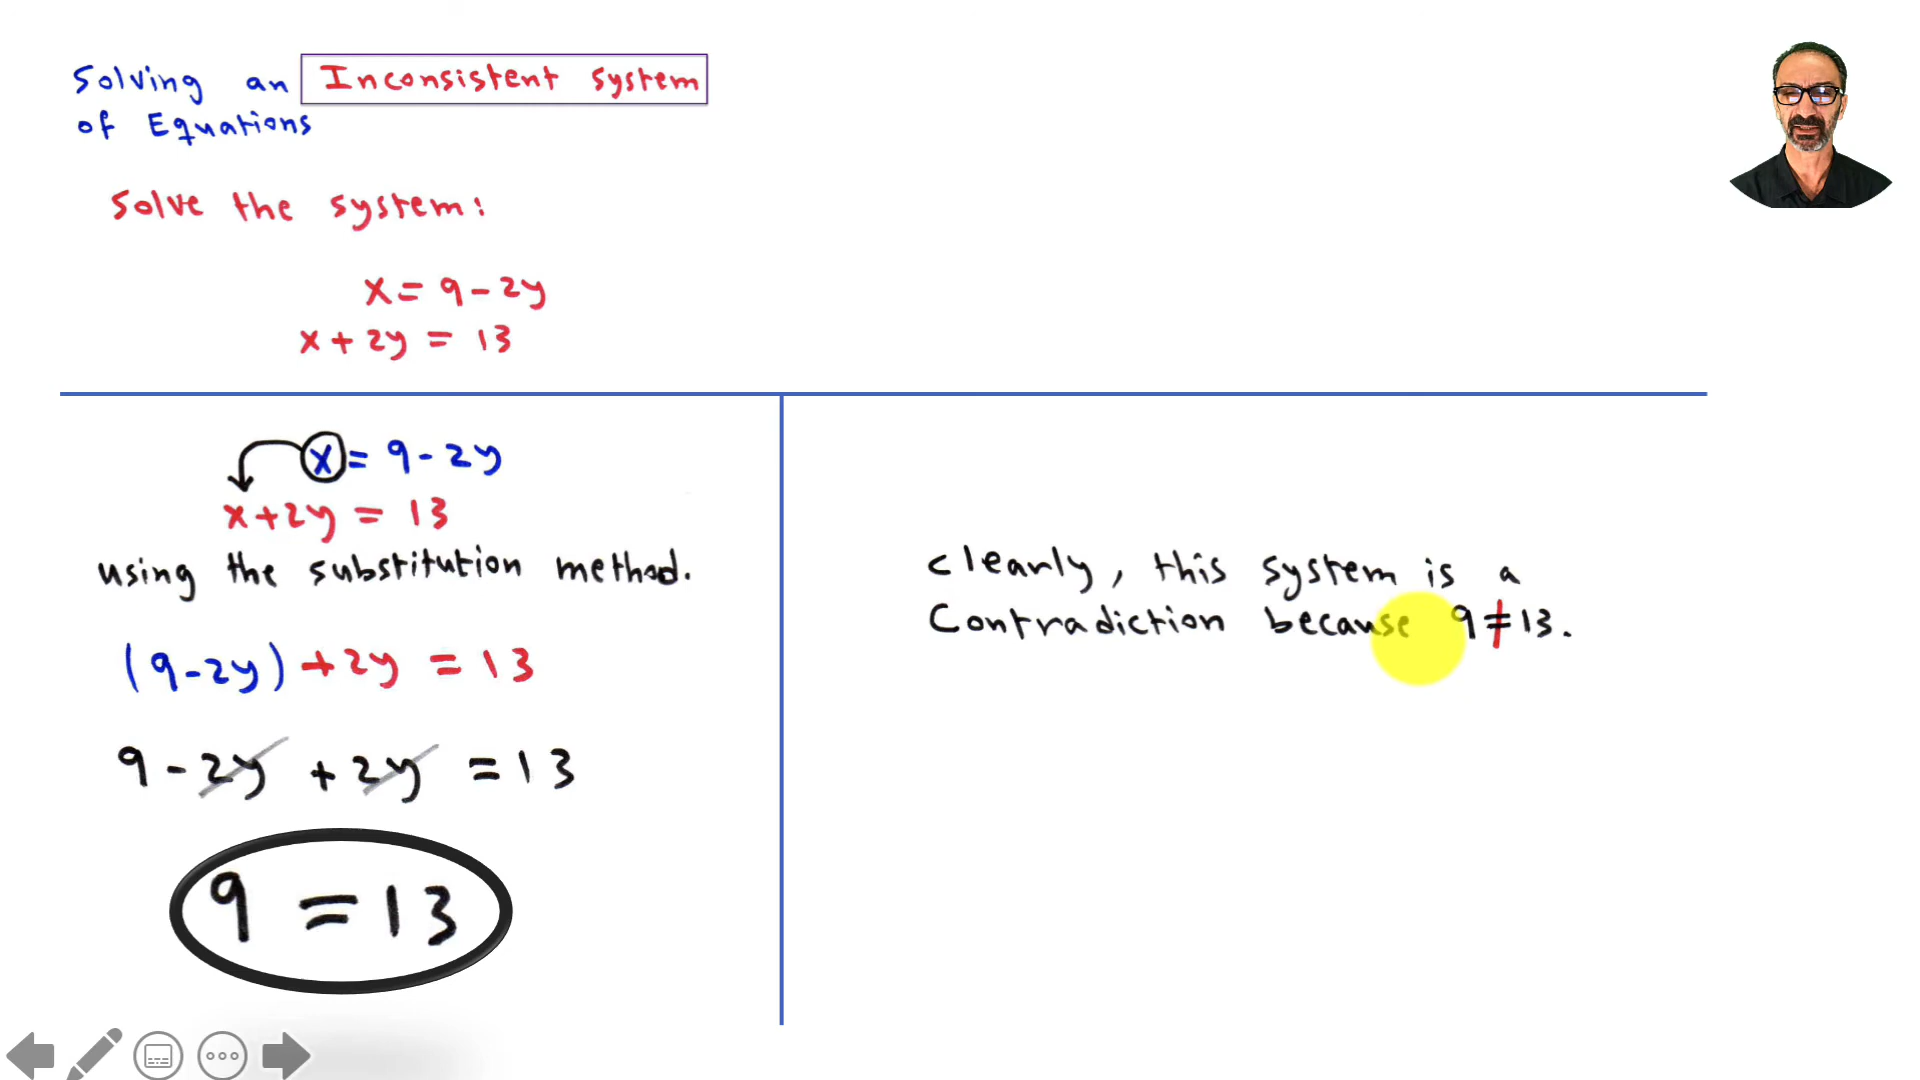 Solving an Inconsistent system
of Equations
Solve the system:
x = 9 - 2y
x + 2y = 13
x = 9 - 2y
x + 2y = 13
using the substitution method.
(9 - 2y) + 2y = 13
9 - 2y + 2y = 13
9 = 13
clearly, this system is a
Contradiction because 9 ≠ 13.